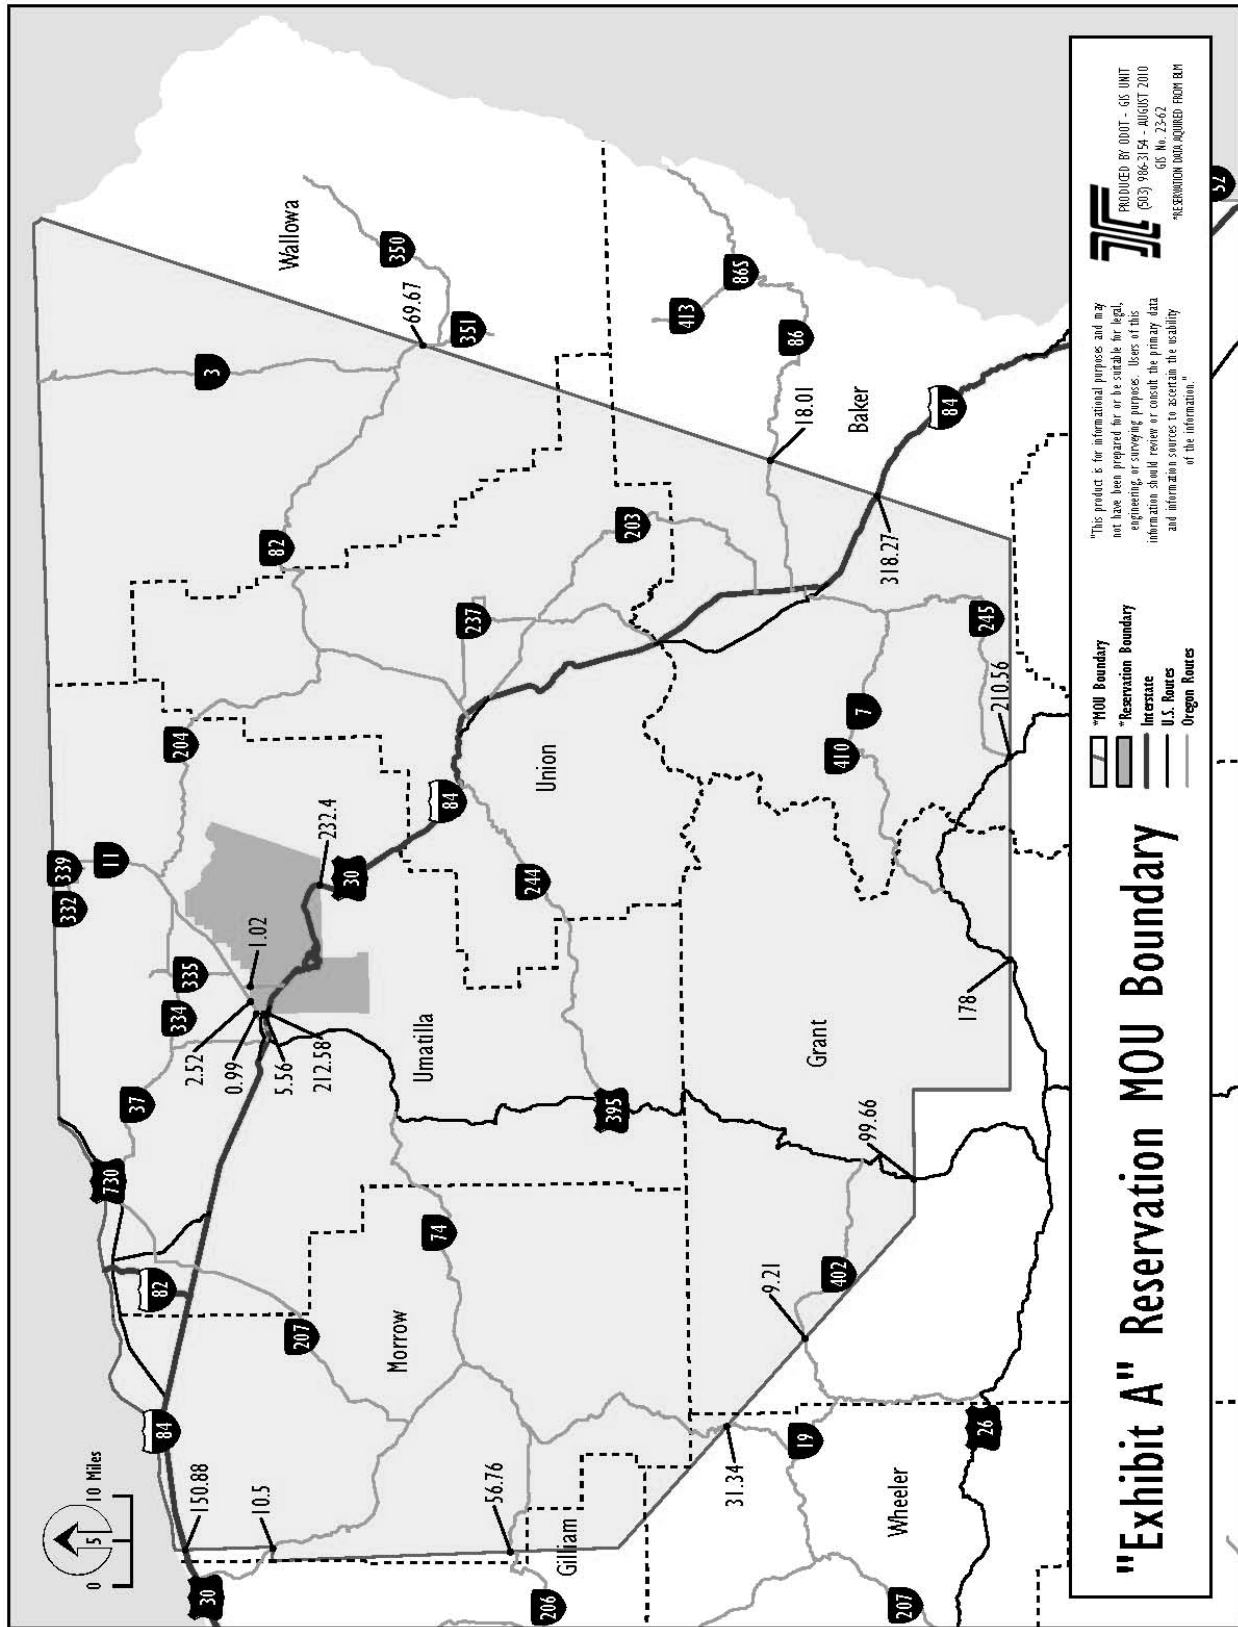 0 5 10 Miles
Wallowa
Union
Umatilla
Morrow
Gilliam
Wheeler
Grant
Baker
339
332
11
204
3
82
350
351
69.67
335
334
37
730
2.52
0.99
5.56
212.58
1.02
232.4
30
84
237
203
244
395
82
84
207
74
150.88
10.5
30
56.76
206
31.34
19
207
26
9.21
402
99.66
178
210.56
410
7
245
318.27
18.01
86
413
865
84
52
"Exhibit A" Reservation MOU Boundary
*MOU Boundary
*Reservation Boundary
Interstate
U.S. Routes
Oregon Routes
"This product is for informational purposes and may
not have been prepared for or be suitable for legal,
engineering, or surveying purposes. Users of this
information should review or consult the primary data
and information sources to ascertain the usability
of the information."
PRODUCED BY ODOT - GIS UNIT
(503) 986-3154 - AUGUST 2010
GIS No. 23-62
*RESERVATION DATA AQUIRED FROM BLM